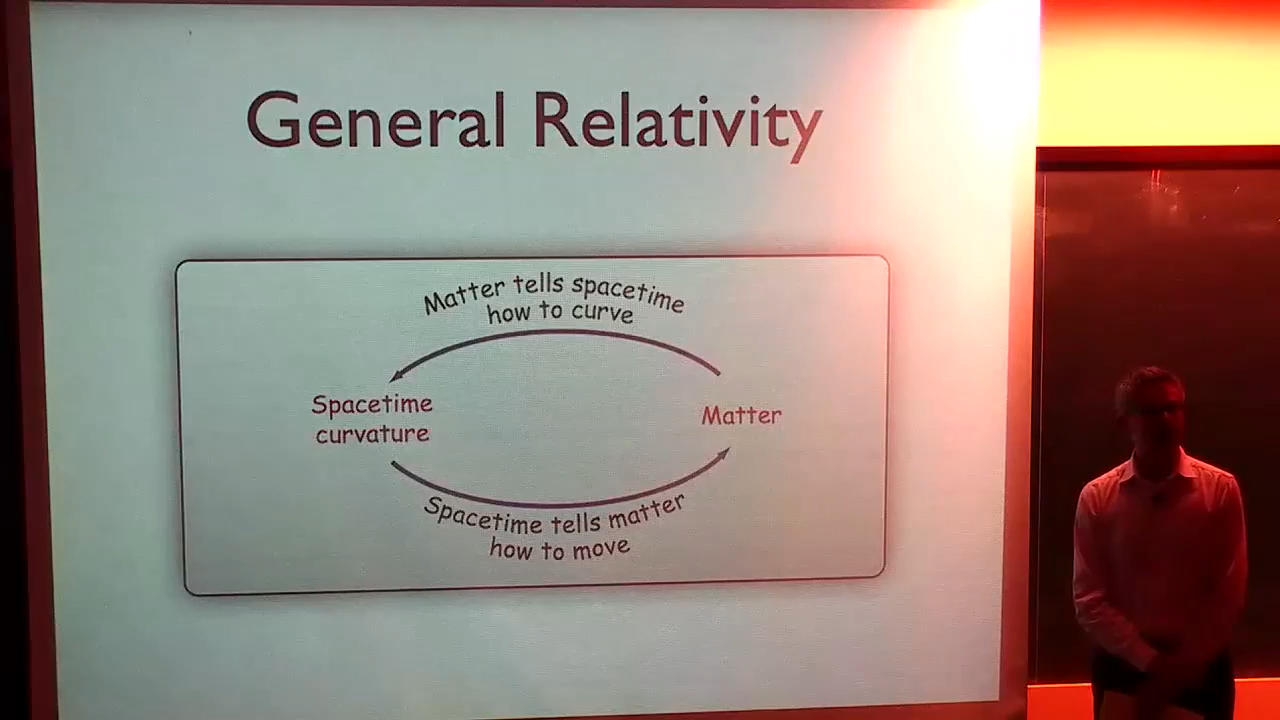 General Relativity
Matter tells spacetime
how to curve
Spacetime
curvature
Matter
Spacetime tells matter
how to move